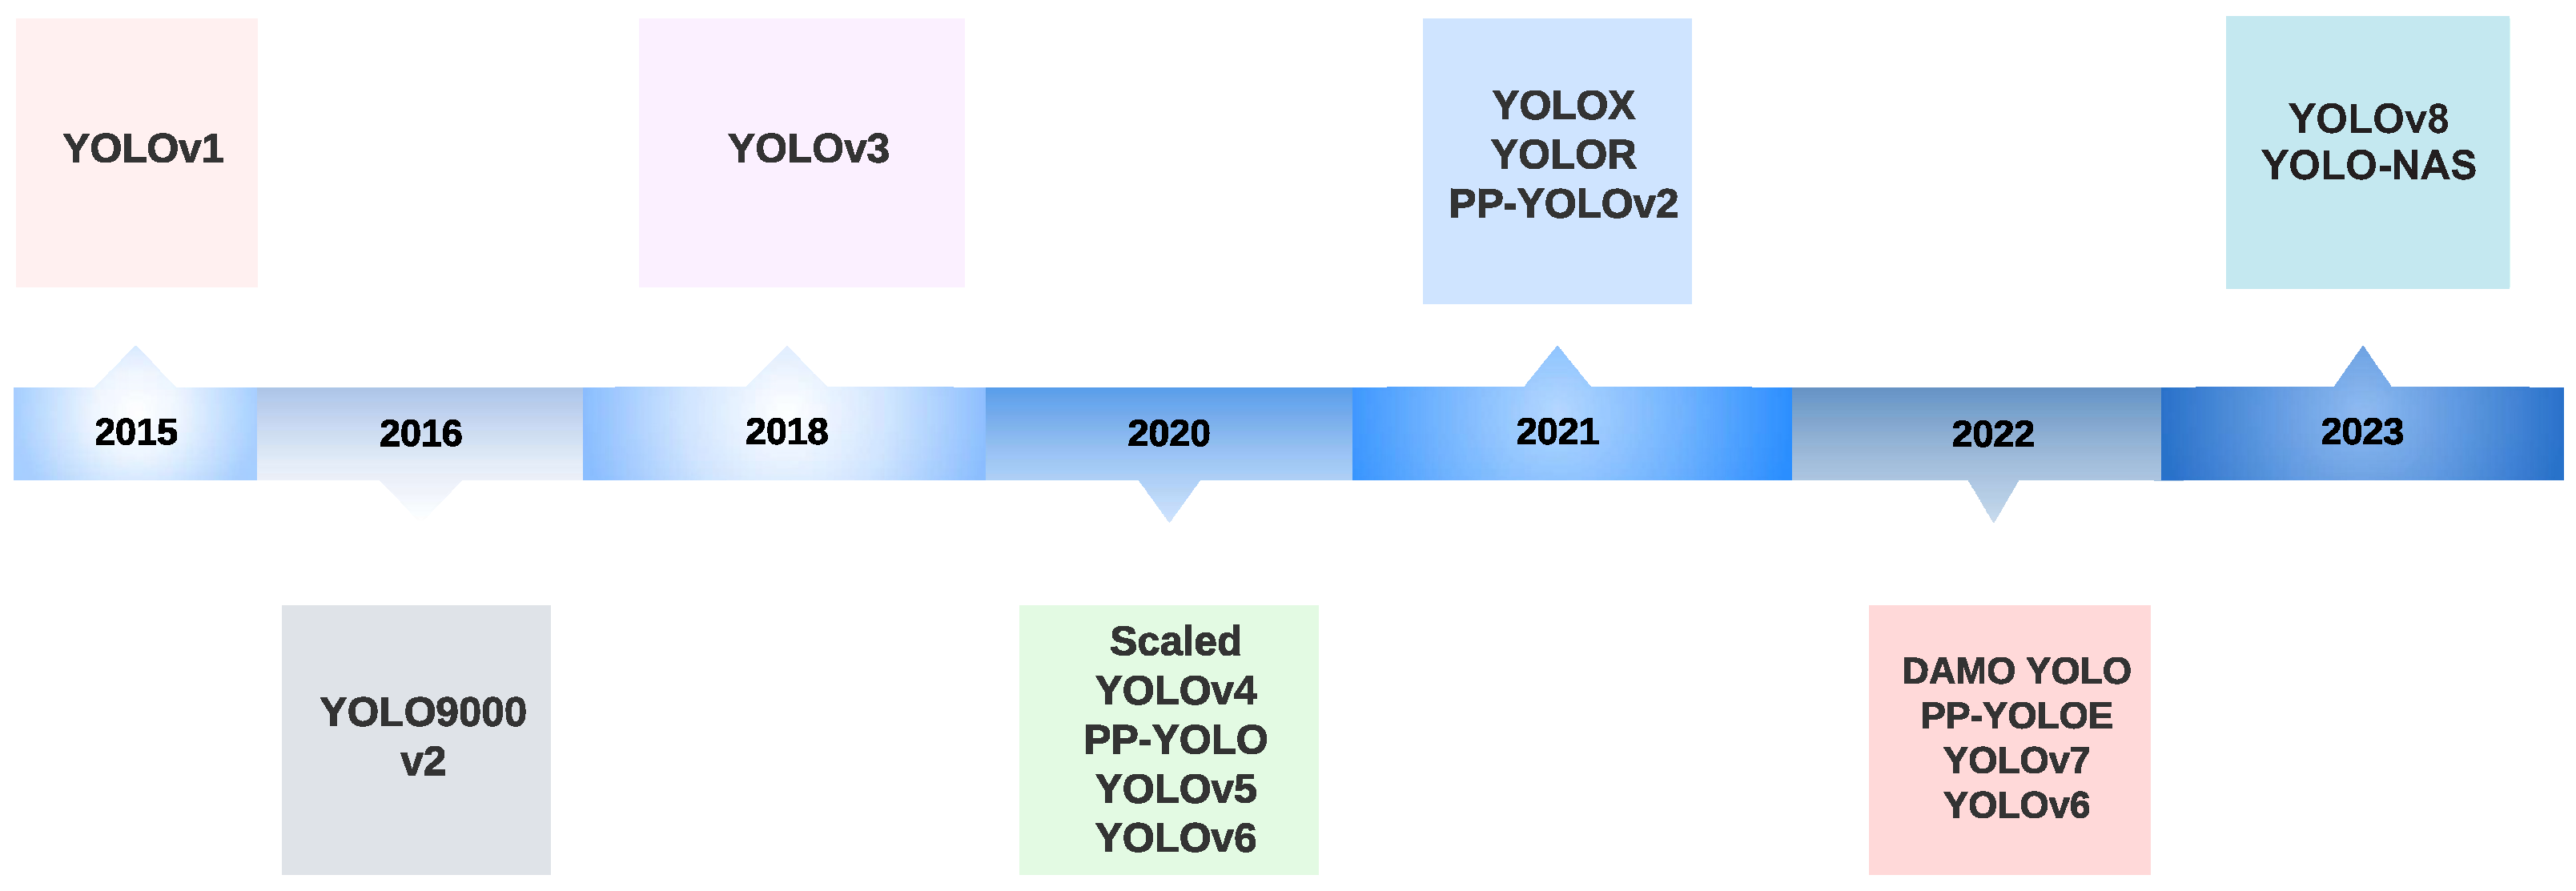 YOLOv1
YOLOv3
YOLOX
YOLOR
PP-YOLOv2
YOLOv8
YOLO-NAS
2015
2016
2018
2020
2021
2022
2023
YOLO9000
v2
Scaled
YOLOv4
PP-YOLO
YOLOv5
YOLOv6
DAMO YOLO
PP-YOLOE
YOLOv7
YOLOv6